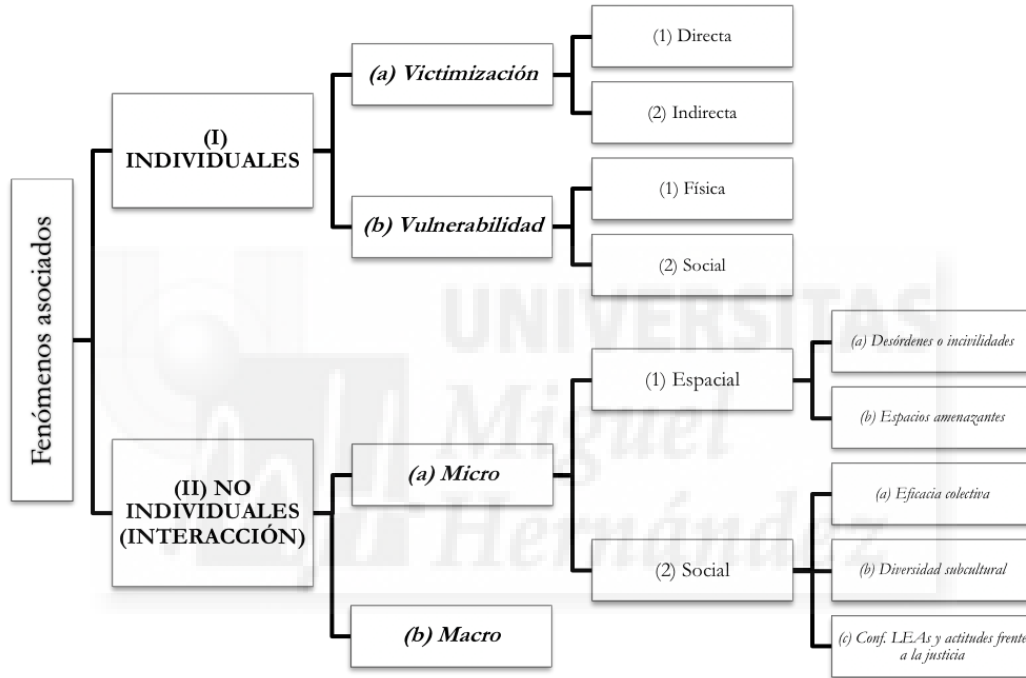 Fenómenos asociados
(I)
INDIVIDUALES
(a) Victimización
(1) Directa
(2) Indirecta
(b) Vulnerabilidad
(1) Física
(2) Social
(II) NO
INDIVIDUALES
(INTERACCIÓN)
(a) Micro
(1) Espacial
(a) Desórdenes o incivilidades
(b) Espacios amenazantes
(2) Social
(a) Eficacia colectiva
(b) Diversidad subcultural
(c) Conf. LEAs y actitudes frente
a la justicia
(b) Macro
UNIVERSITAS
Miguel
Hernández